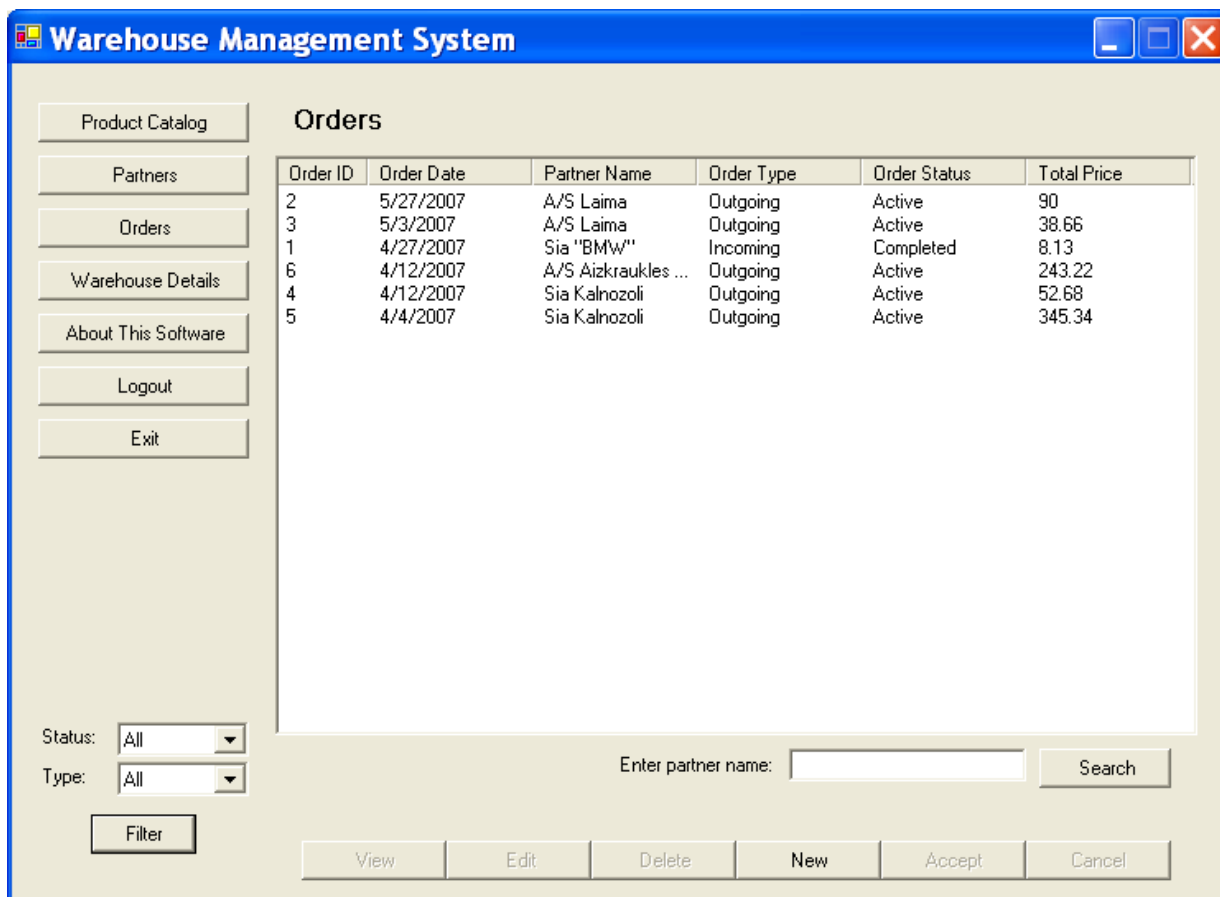 Warehouse Management System
Product Catalog
Partners
Orders
Warehouse Details
About This Software
Logout
Exit
Orders
Order ID Order Date Partner Name Order Type Order Status Total Price
2 5/27/2007 A/S Laima Outgoing Active 90
3 5/3/2007 A/S Laima Outgoing Active 38.66
1 4/27/2007 Sia "BMW" Incoming Completed 8.13
6 4/12/2007 A/S Aizkraukles ... Outgoing Active 243.22
4 4/12/2007 Sia Kalnozoli Outgoing Active 52.68
5 4/4/2007 Sia Kalnozoli Outgoing Active 345.34
Status: All
Type: All
Filter
Enter partner name: Search
View Edit Delete New Accept Cancel